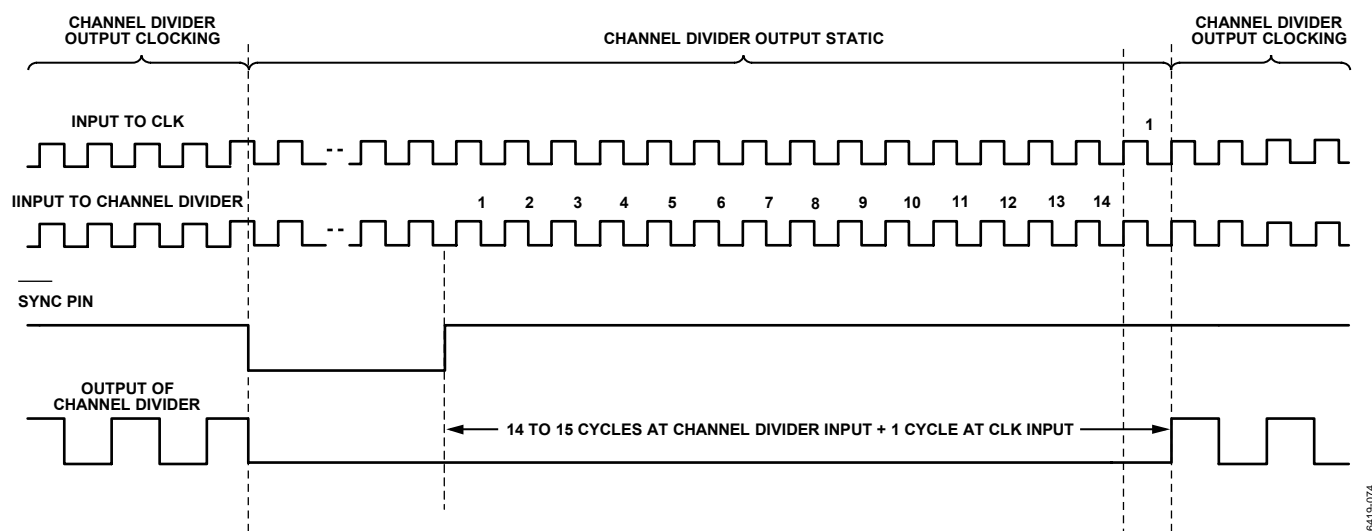 CHANNEL DIVIDER
OUTPUT CLOCKING
CHANNEL DIVIDER OUTPUT STATIC
CHANNEL DIVIDER
OUTPUT CLOCKING
INPUT TO CLK
1
IINPUT TO CHANNEL DIVIDER
1 2 3 4 5 6 7 8 9 10 11 12 13 14
SYNC PIN
OUTPUT OF
CHANNEL DIVIDER
14 TO 15 CYCLES AT CHANNEL DIVIDER INPUT + 1 CYCLE AT CLK INPUT